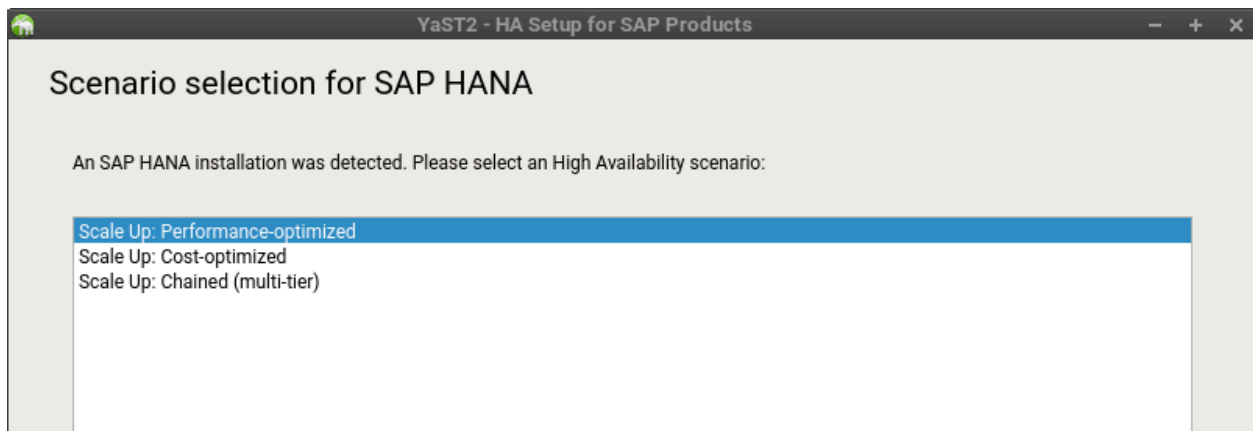 YaST2 - HA Setup for SAP Products
Scenario selection for SAP HANA
An SAP HANA installation was detected. Please select an High Availability scenario:
Scale Up: Performance-optimized
Scale Up: Cost-optimized
Scale Up: Chained (multi-tier)